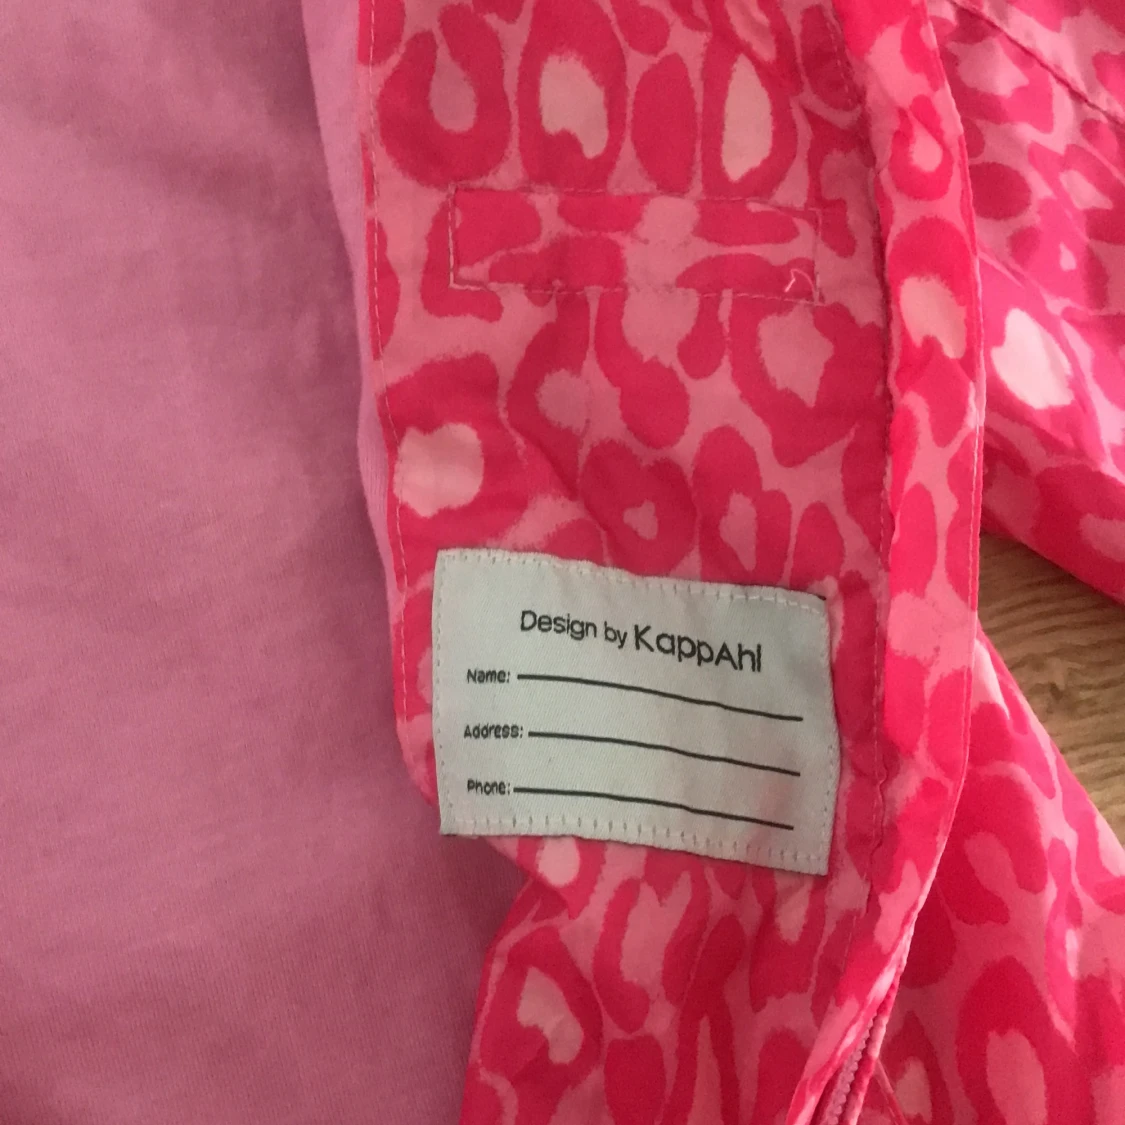 Design by KappAhl
Name:
Address:
Phone: